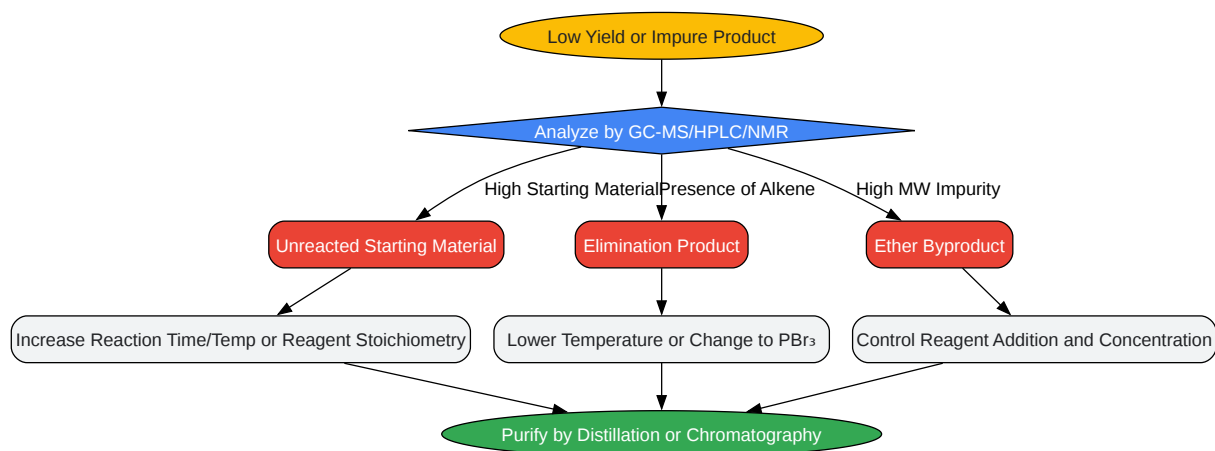 Low Yield or Impure Product
Analyze by GC-MS/HPLC/NMR
High Starting Material
Presence of Alkene
High MW Impurity
Unreacted Starting Material
Elimination Product
Ether Byproduct
Increase Reaction Time/Temp or Reagent Stoichiometry
Lower Temperature or Change to PBr₃
Control Reagent Addition and Concentration
Purify by Distillation or Chromatography